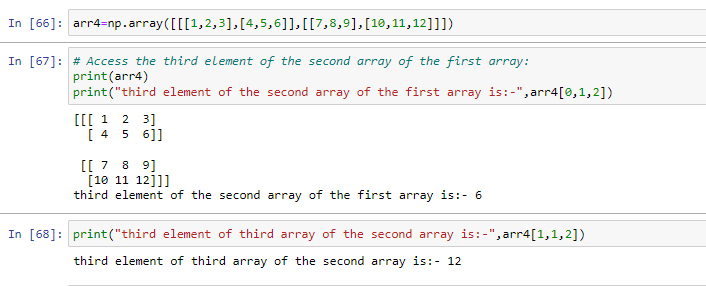 In [66]: arr4=np.array([[[1,2,3],[4,5,6]],[[7,8,9],[10,11,12]]])
In [67]: # Access the third element of the second array of the first array:
print(arr4)
print("third element of the second array of the first array is:-",arr4[0,1,2])
[[[ 1  2  3]
  [ 4  5  6]]

 [[ 7  8  9]
  [10 11 12]]]
third element of the second array of the first array is:- 6
In [68]: print("third element of third array of the second array is:-",arr4[1,1,2])
third element of third array of the second array is:- 12